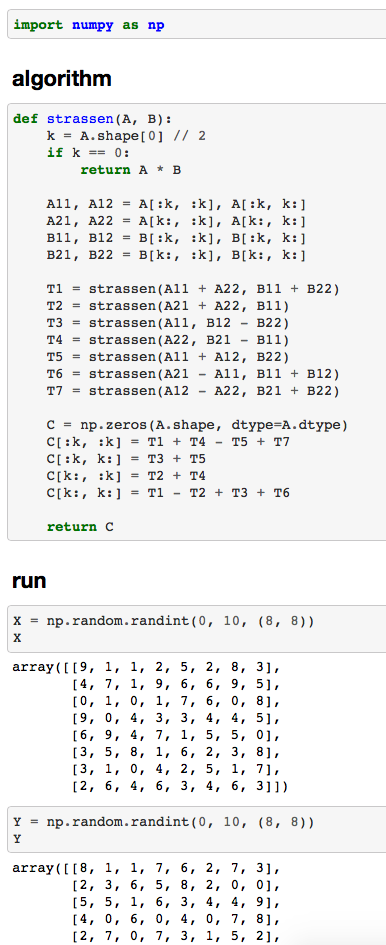 import numpy as np
algorithm
def strassen(A, B):
    k = A.shape[0] // 2
    if k == 0:
        return A * B
    A11, A12 = A[:k, :k], A[:k, k:]
    A21, A22 = A[k:, :k], A[k:, k:]
    B11, B12 = B[:k, :k], B[:k, k:]
    B21, B22 = B[k:, :k], B[k:, k:]
    T1 = strassen(A11 + A22, B11 + B22)
    T2 = strassen(A21 + A22, B11)
    T3 = strassen(A11, B12 - B22)
    T4 = strassen(A22, B21 - B11)
    T5 = strassen(A11 + A12, B22)
    T6 = strassen(A21 - A11, B11 + B12)
    T7 = strassen(A12 - A22, B21 + B22)
    C = np.zeros(A.shape, dtype=A.dtype)
    C[:k, :k] = T1 + T4 - T5 + T7
    C[:k, k:] = T3 + T5
    C[k:, :k] = T2 + T4
    C[k:, k:] = T1 - T2 + T3 + T6
    return C
run
X = np.random.randint(0, 10, (8, 8))
X
array([[9, 1, 1, 2, 5, 2, 8, 3],
       [4, 7, 1, 9, 6, 6, 9, 5],
       [0, 1, 0, 1, 7, 6, 0, 8],
       [9, 0, 4, 3, 3, 4, 4, 5],
       [6, 9, 4, 7, 1, 5, 5, 0],
       [3, 5, 8, 1, 6, 2, 3, 8],
       [3, 1, 0, 4, 2, 5, 1, 7],
       [2, 6, 4, 6, 3, 4, 6, 3]])
Y = np.random.randint(0, 10, (8, 8))
Y
array([[8, 1, 1, 7, 6, 2, 7, 3],
       [2, 3, 6, 5, 8, 2, 0, 0],
       [5, 5, 1, 6, 3, 4, 4, 9],
       [4, 0, 6, 0, 4, 0, 7, 8],
       [2, 7, 0, 7, 3, 1, 5, 2],